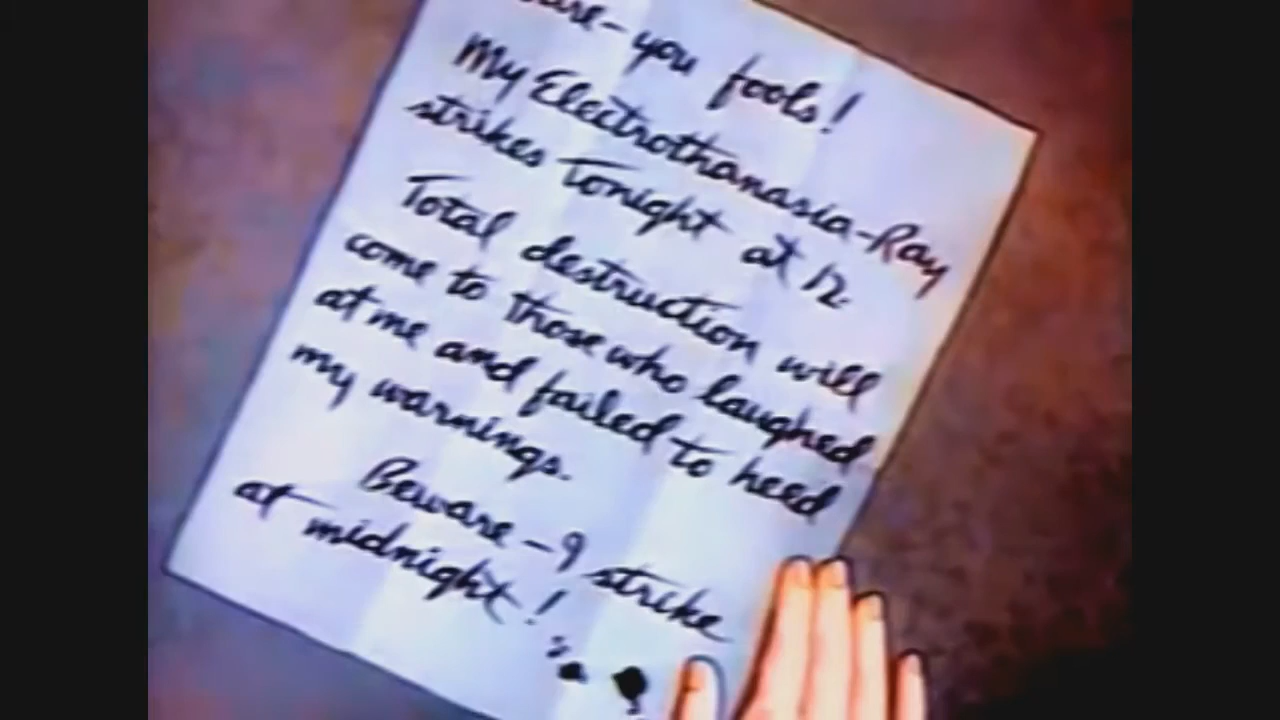 you fools!
My Electrothanasia-Ray
strikes Tonight at 12.
Total destruction will
come to those who laughed
at me and failed to heed
my warnings.
Beware - I strike
at midnight!